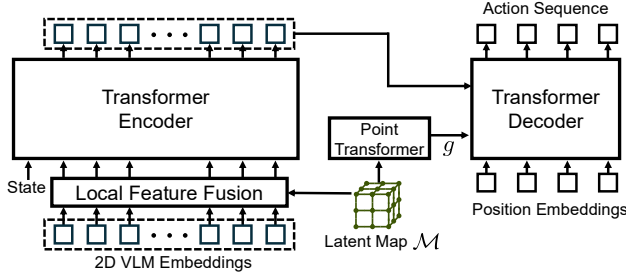 Action Sequence
Transformer
Encoder
Transformer
Decoder
Point
Transformer
g
State
Local Feature Fusion
Position Embeddings
Latent Map ℳ
2D VLM Embeddings